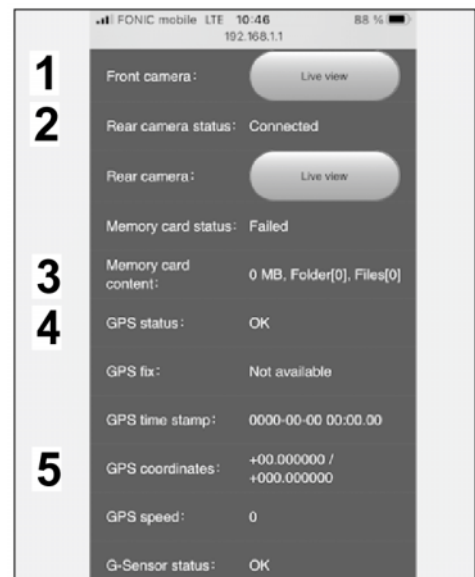 FONIC mobile LTE 10:46 88 %
192.168.1.1
1 Front camera: Live view
2 Rear camera status: Connected
Rear camera: Live view
Memory card status: Failed
3 Memory card
content: 0 MB, Folder[0], Files[0]
4 GPS status: OK
GPS fix: Not available
GPS time stamp: 0000-00-00 00:00.00
5 GPS coordinates: +00.000000 /
+000.000000
GPS speed: 0
G-Sensor status: OK